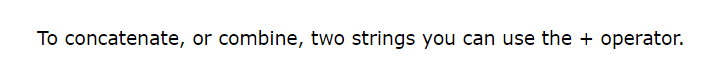 To concatenate, or combine, two strings you can use the + operator.